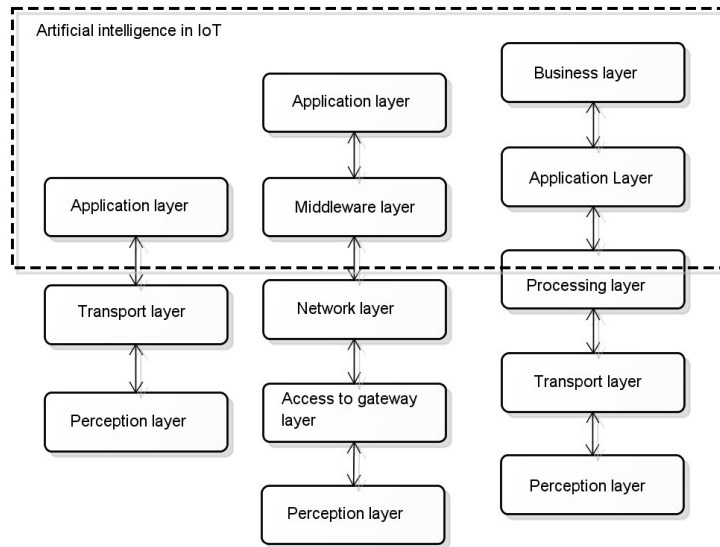 Artificial intelligence in IoT
Application layer
Transport layer
Perception layer
Application layer
Middleware layer
Network layer
Access to gateway
layer
Perception layer
Business layer
Application Layer
Processing layer
Transport layer
Perception layer